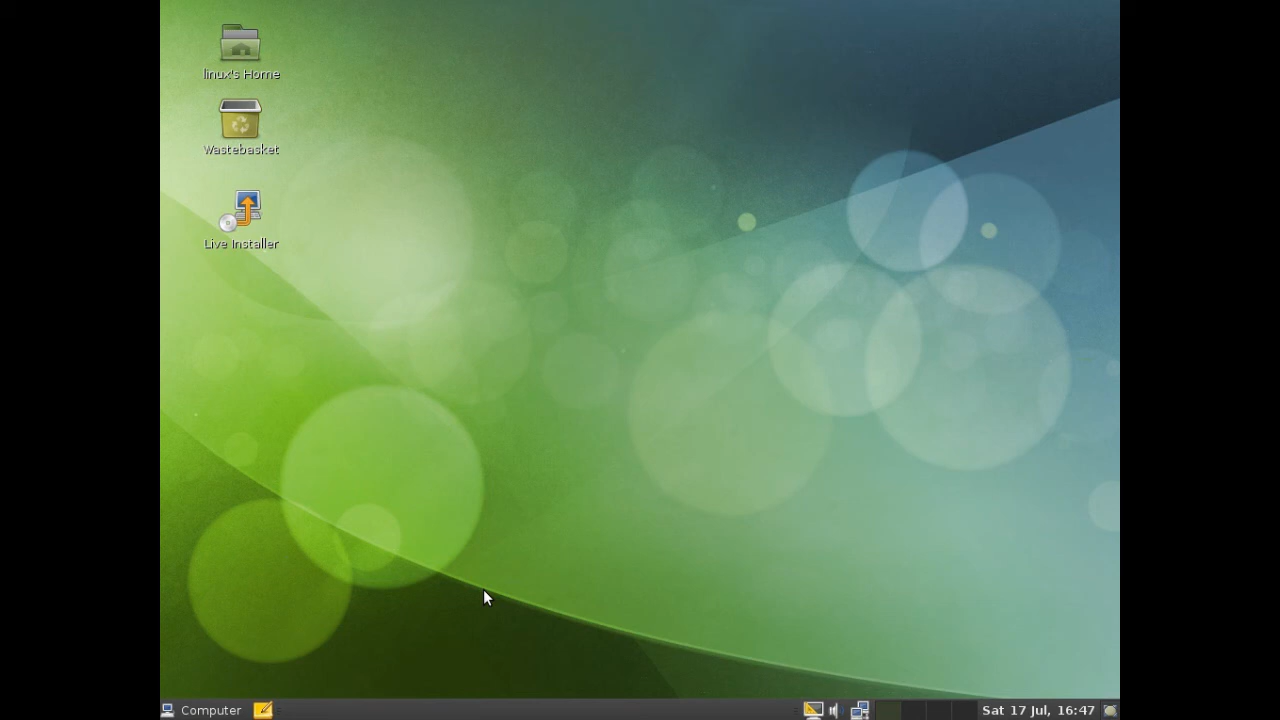 linux's Home
Wastebasket
Live Installer
Computer
Sat 17 Jul, 16:47